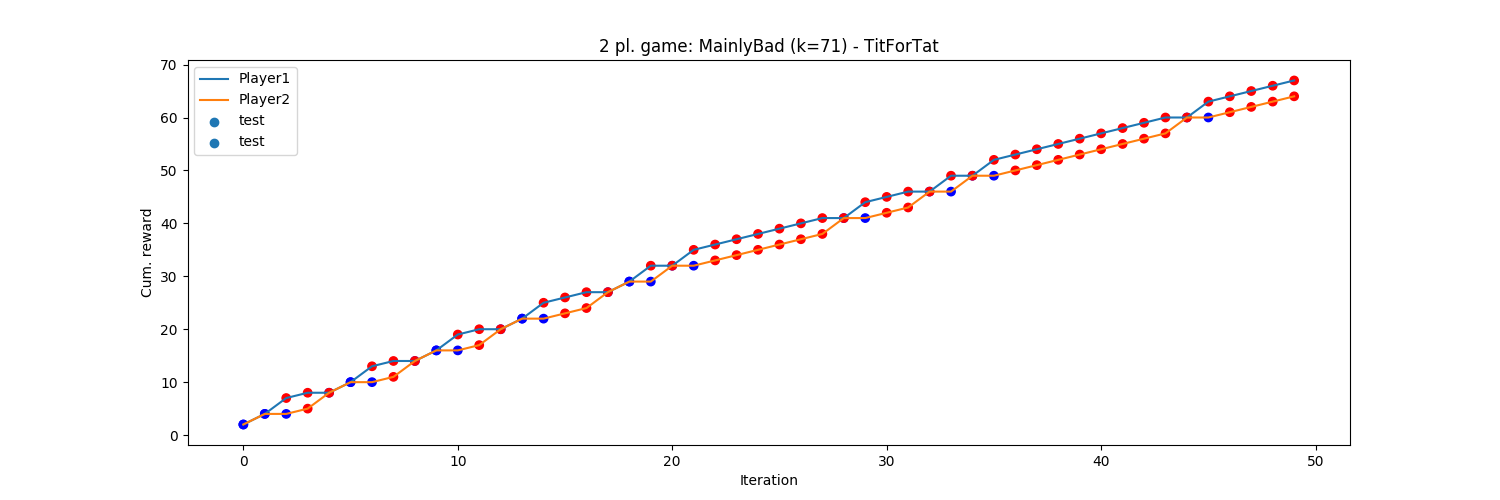 2 pl. game: MainlyBad (k=71) - TitForTat
Player1
Player2
test
test
Cum. reward
70
60
50
40
30
20
10
0
0 10 20 30 40 50
Iteration